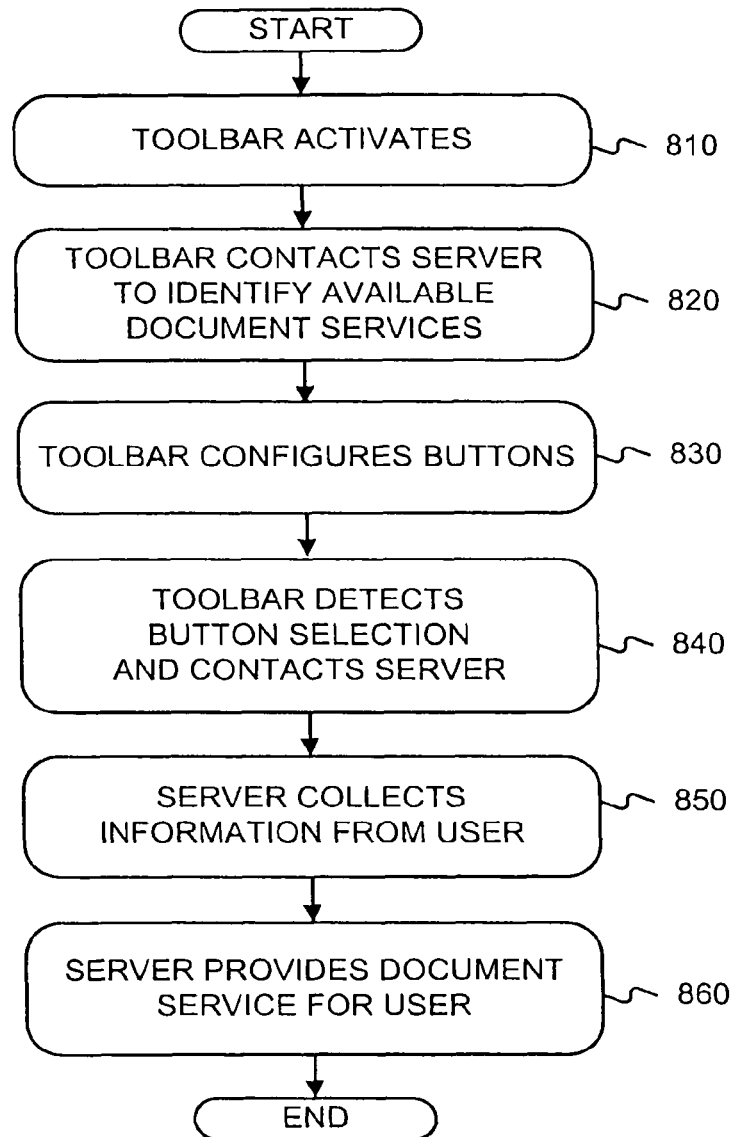 START
TOOLBAR ACTIVATES
810
TOOLBAR CONTACTS SERVER
TO IDENTIFY AVAILABLE
DOCUMENT SERVICES
820
TOOLBAR CONFIGURES BUTTONS
830
TOOLBAR DETECTS
BUTTON SELECTION
AND CONTACTS SERVER
840
SERVER COLLECTS
INFORMATION FROM USER
850
SERVER PROVIDES DOCUMENT
SERVICE FOR USER
860
END